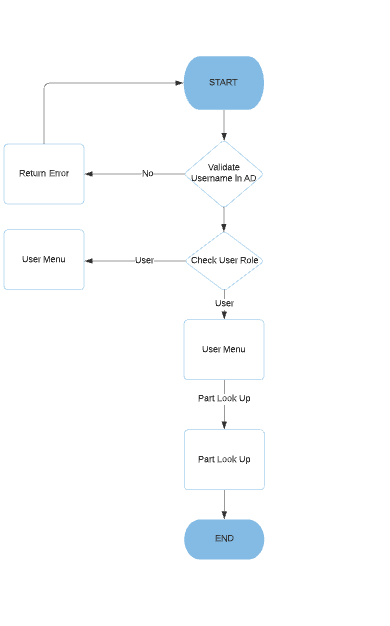 START
Validate
Username In AD
No
Return Error
User Menu
User
Check User Role
User
User Menu
Part Look Up
Part Look Up
END